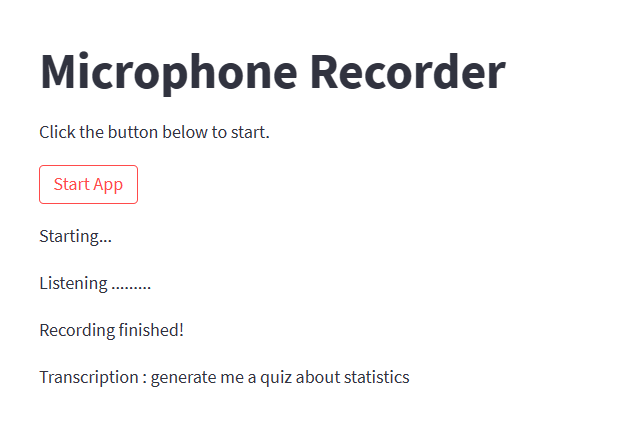 Microphone Recorder
Click the button below to start.
Start App
Starting...
Listening .........
Recording finished!
Transcription : generate me a quiz about statistics